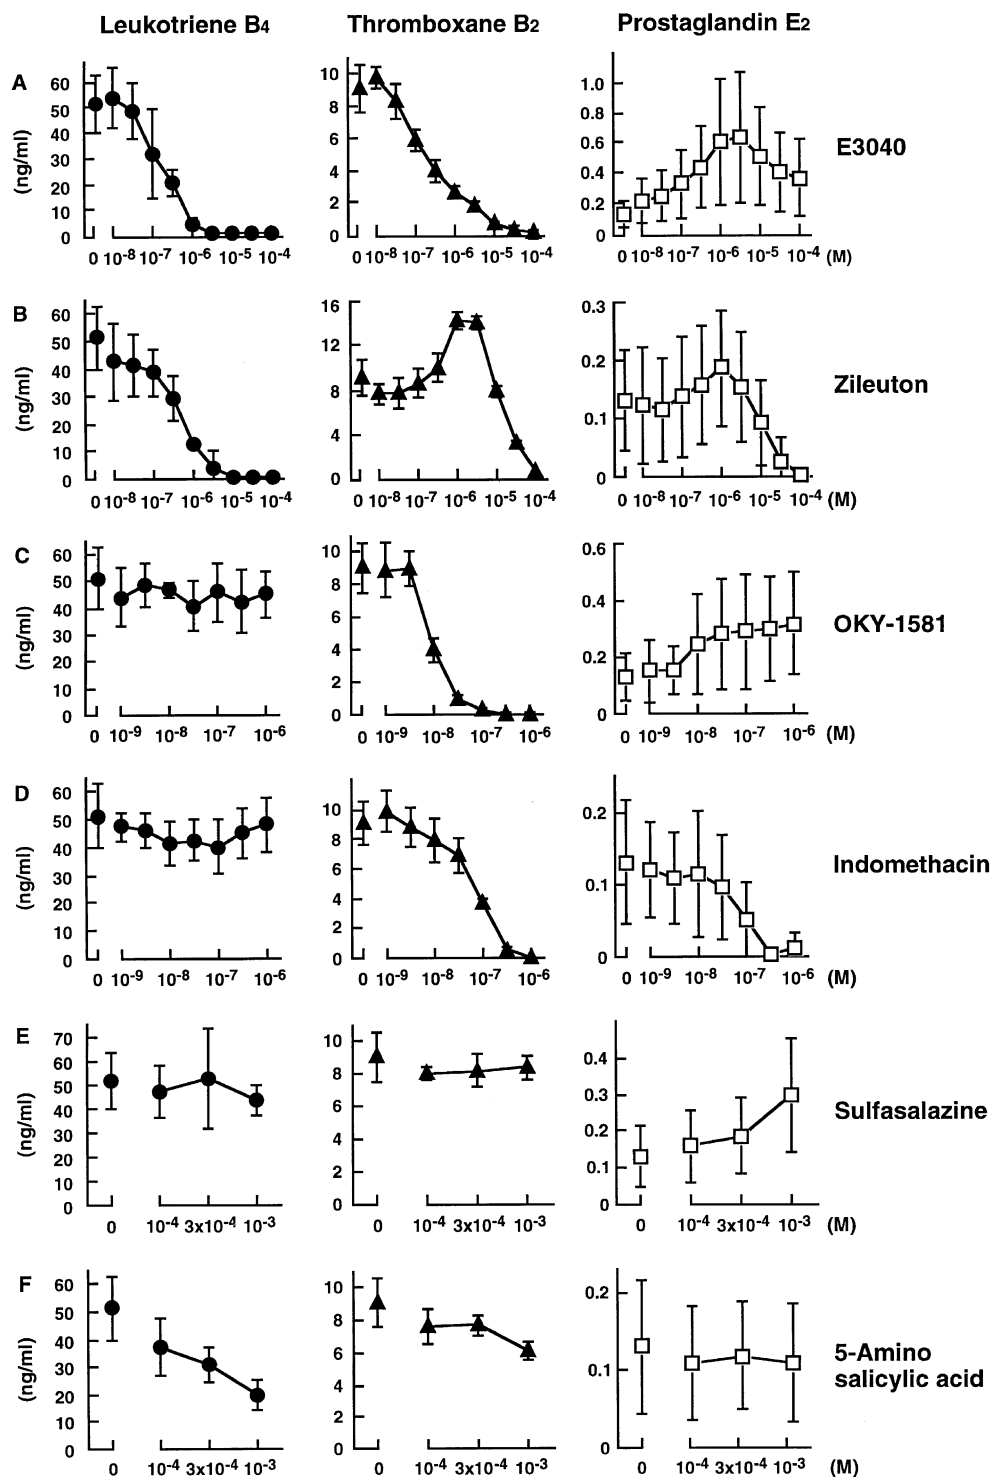 Leukotriene B4 Thromboxane B2 Prostaglandin E2
A
(ng/ml)
60
50
40
30
20
10
0
0 10-8 10-7 10-6 10-5 10-4
10
8
6
4
2
0
0 10-8 10-7 10-6 10-5 10-4
1.0
0.8
0.6
0.4
0.2
0
0 10-8 10-7 10-6 10-5 10-4 (M)
E3040
B
(ng/ml)
60
50
40
30
20
10
0
0 10-8 10-7 10-6 10-5 10-4
16
12
8
4
0
0 10-8 10-7 10-6 10-5 10-4
0.3
0.2
0.1
0
0 10-8 10-7 10-6 10-5 10-4 (M)
Zileuton
C
(ng/ml)
60
50
40
30
20
10
0
0 10-9 10-8 10-7 10-6
10
8
6
4
2
0
0 10-9 10-8 10-7 10-6
0.6
0.4
0.2
0
0 10-9 10-8 10-7 10-6 (M)
OKY-1581
D
(ng/ml)
60
50
40
30
20
10
0
0 10-9 10-8 10-7 10-6
10
8
6
4
2
0
0 10-9 10-8 10-7 10-6
0.2
0.1
0
0 10-9 10-8 10-7 10-6 (M)
Indomethacin
E
(ng/ml)
70
60
50
40
30
20
10
0
0 10-4 3x10-4 10-3
10
8
6
4
2
0
0 10-4 3x10-4 10-3
0.4
0.3
0.2
0.1
0
0 10-4 3x10-4 10-3 (M)
Sulfasalazine
F
(ng/ml)
60
50
40
30
20
10
0
0 10-4 3x10-4 10-3
10
8
6
4
2
0
0 10-4 3x10-4 10-3
0.2
0.1
0
0 10-4 3x10-4 10-3 (M)
5-Amino
salicylic acid